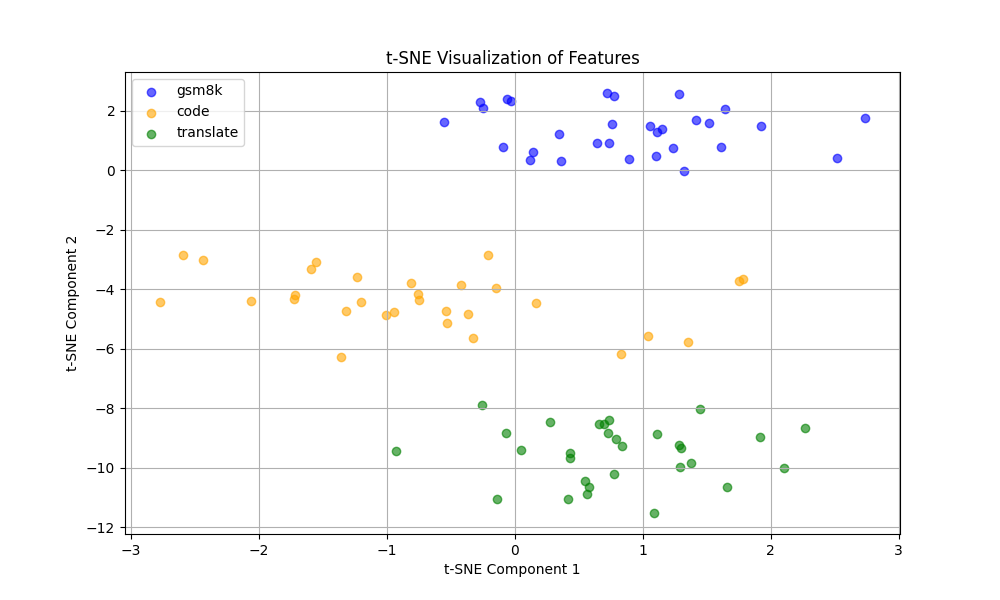 t-SNE Visualization of Features
gsm8k
code
translate
2
0
−2
−4
−6
−8
−10
−12
t-SNE Component 2
−3
−2
−1
0
1
2
3
t-SNE Component 1